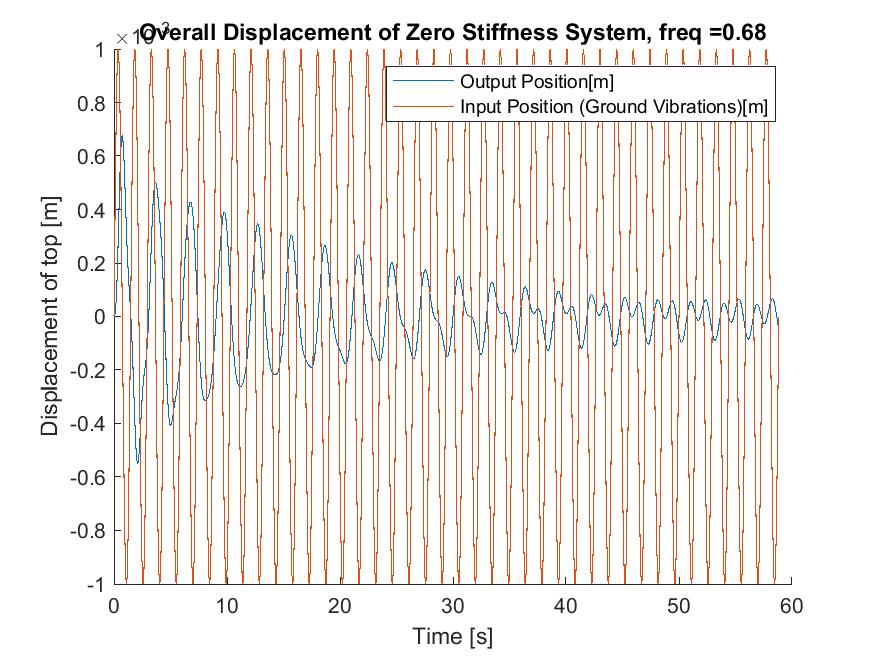 Overall Displacement of Zero Stiffness System, freq =0.68
×10-3
Output Position[m]
Input Position (Ground Vibrations)[m]
Displacement of top [m]
1
0.8
0.6
0.4
0.2
0
-0.2
-0.4
-0.6
-0.8
-1
0 10 20 30 40 50 60
Time [s]